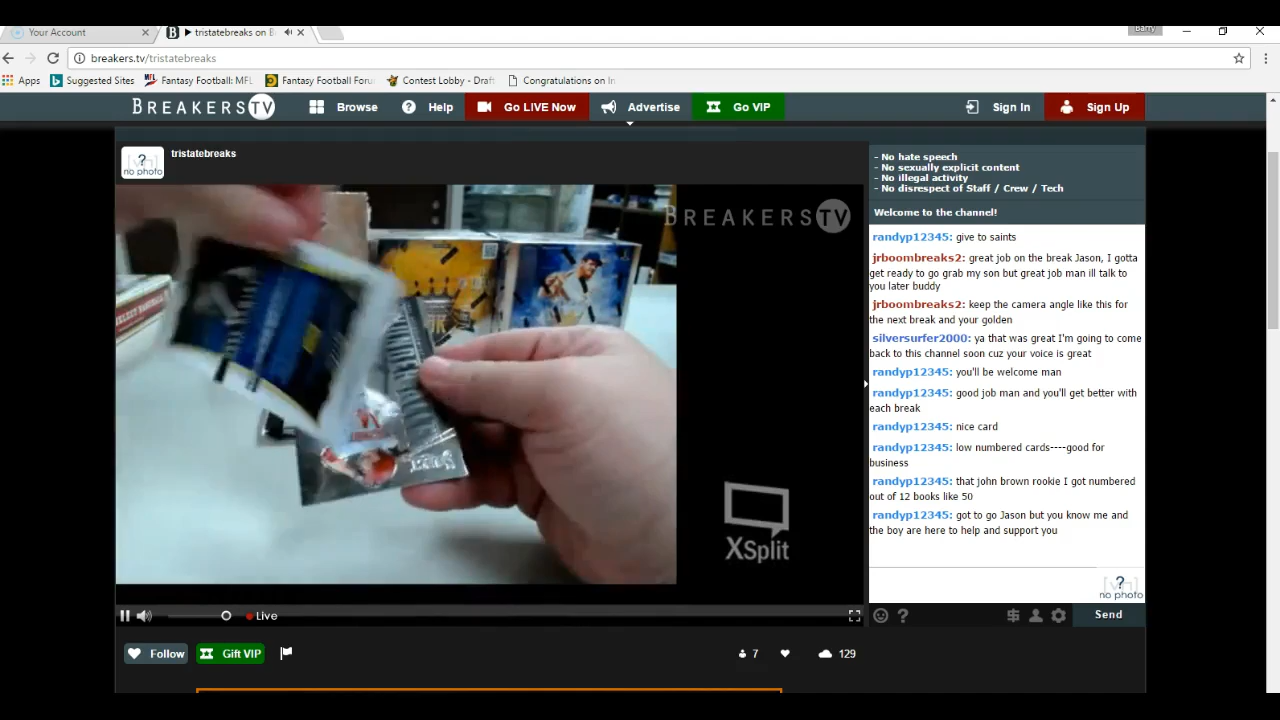 Your Account
tristatebreaks on B
Barry
breakers.tv/tristatebreaks
Apps
Suggested Sites
Fantasy Football: MFL
Fantasy Football Foru
Contest Lobby - Draft
Congratulations on In
BREAKERS TV
Browse
Help
Go LIVE Now
Advertise
Go VIP
Sign In
Sign Up
? no photo
tristatebreaks
BREAKERS TV
XSplit
- No hate speech
- No sexually explicit content
- No illegal activity
- No disrespect of Staff / Crew / Tech
Welcome to the channel!
randyp12345: give to saints
jrboombreaks2: great job on the break Jason, I gotta
get ready to go grab my son but great job man ill talk to
you later buddy
jrboombreaks2: keep the camera angle like this for
the next break and your golden
silversurfer2000: ya that was great I'm going to come
back to this channel soon cuz your voice is great
randyp12345: you'll be welcome man
randyp12345: good job man and you'll get better with
each break
randyp12345: nice card
randyp12345: low numbered cards----good for
business
randyp12345: that john brown rookie I got numbered
out of 12 books like 50
randyp12345: got to go Jason but you know me and
the boy are here to help and support you
? no photo
Live
? Send
Follow
Gift VIP
7
129